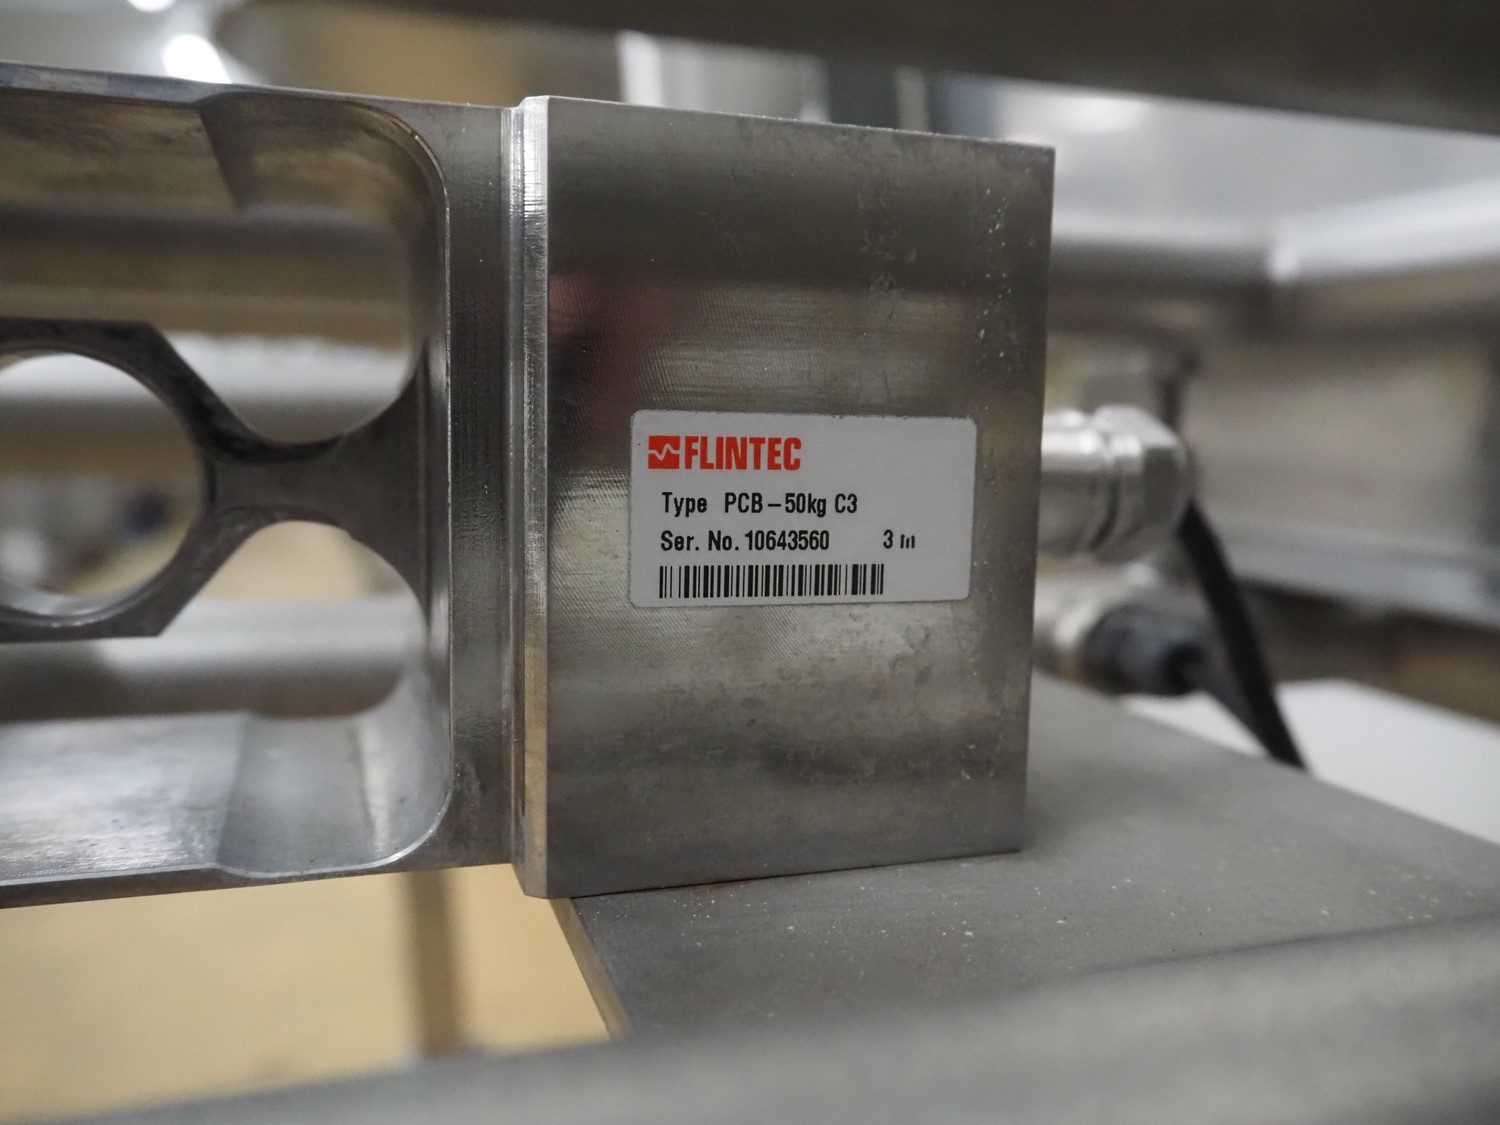 FLINTEC
Type PCB-50kg C3
Ser. No. 10643560 3 m